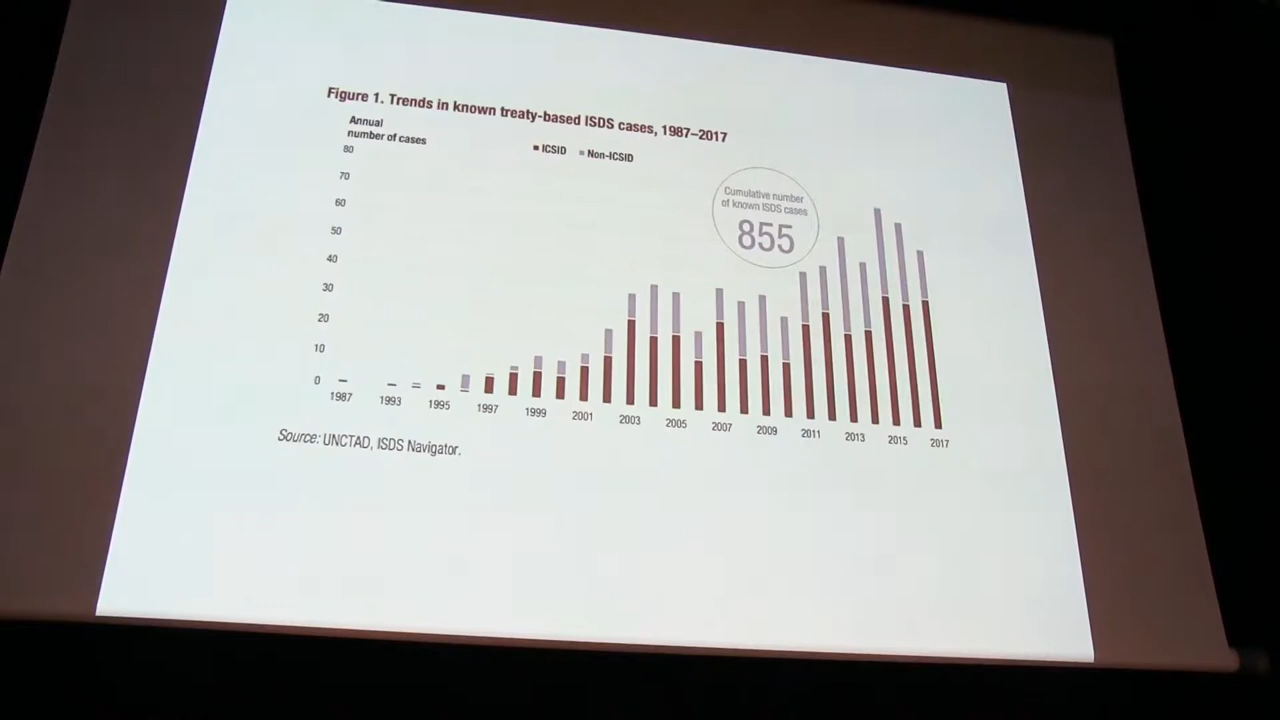 Figure 1. Trends in known treaty-based ISDS cases, 1987–2017
Annual
number of cases
ICSID Non-ICSID
80
70
60
50
40
30
20
10
0
Cumulative number
of known ISDS cases
855
1987 1993 1995 1997 1999 2001 2003 2005 2007 2009 2011 2013 2015 2017
Source: UNCTAD, ISDS Navigator.